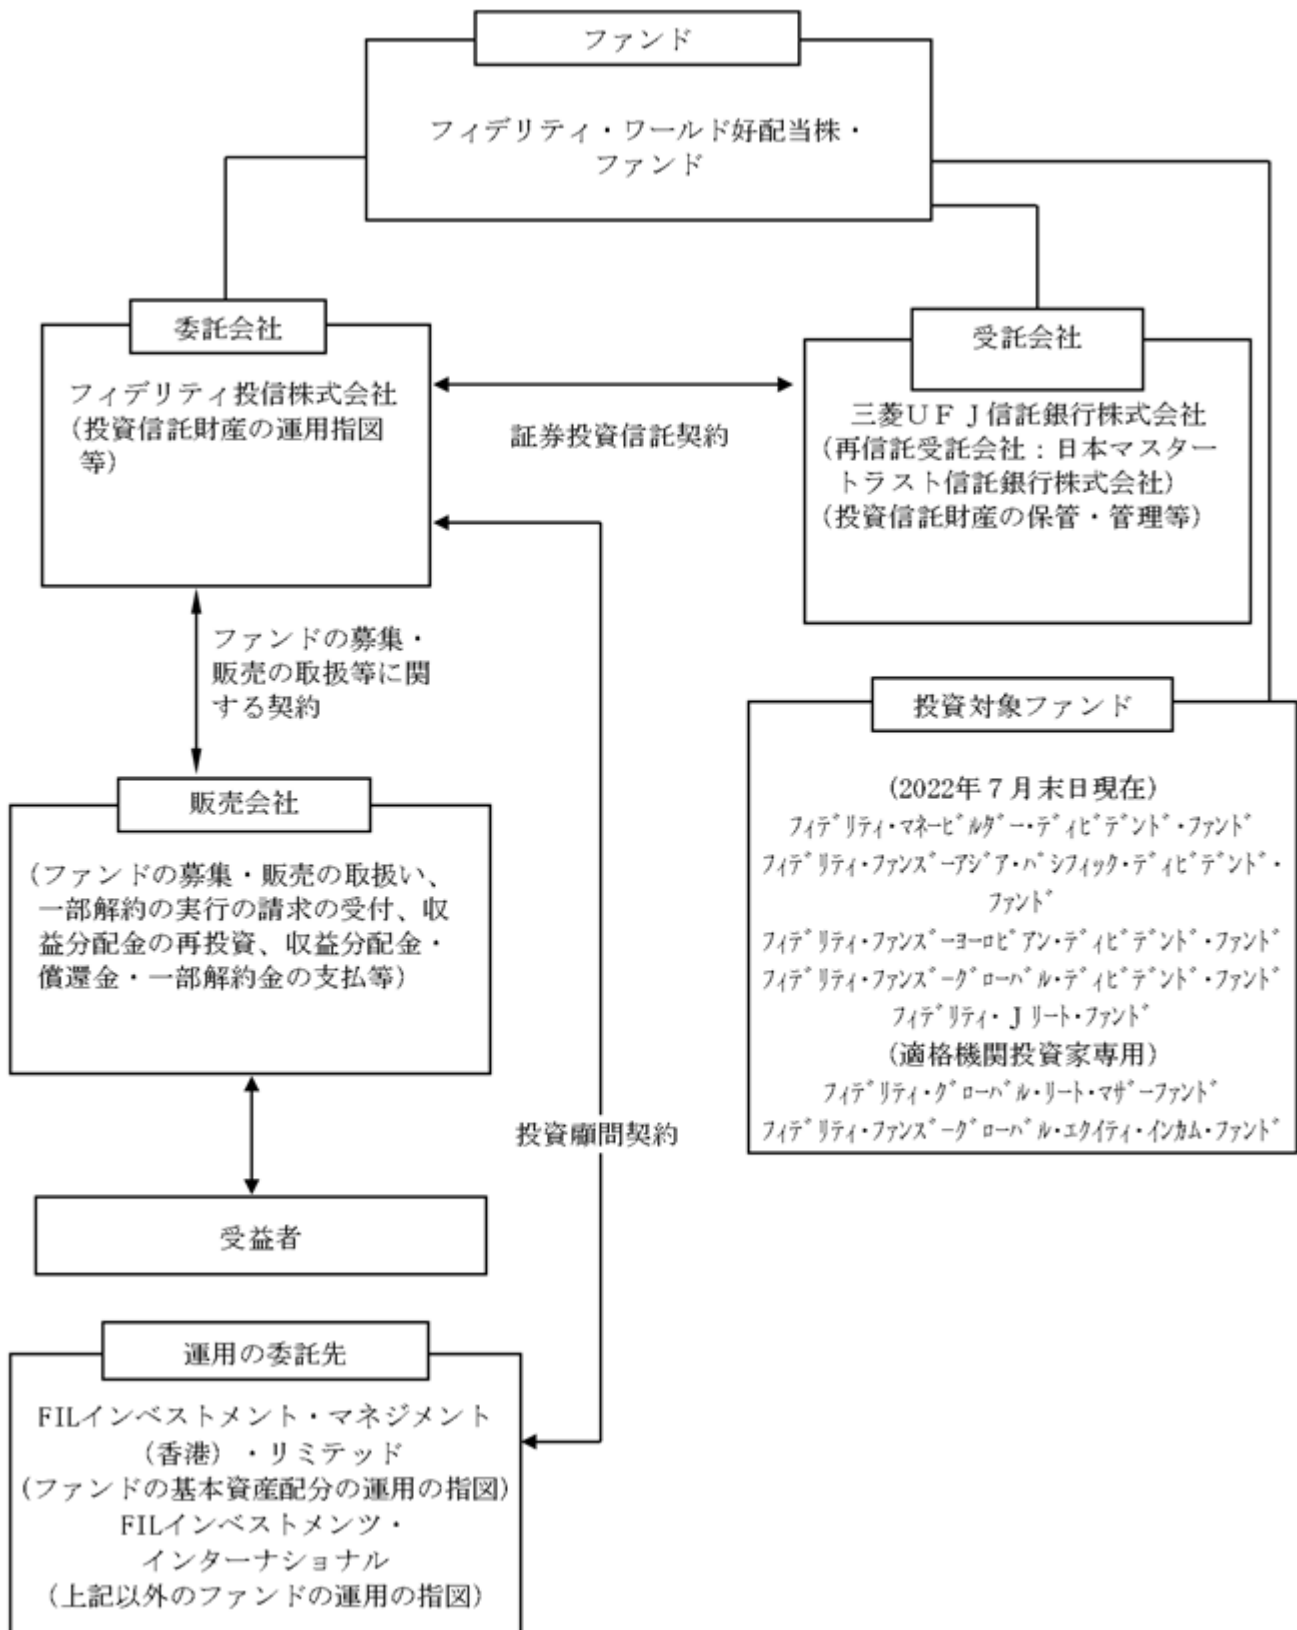 ファンド
フィデリティ・ワールド好配当株・
ファンド
委託会社
フィデリティ投信株式会社
(投資信託財産の運用指図
等)
証券投資信託契約
受託会社
三菱ＵＦＪ信託銀行株式会社
(再信託受託会社：日本マスター
トラスト信託銀行株式会社)
(投資信託財産の保管・管理等)
ファンドの募集・
販売の取扱等に関
する契約
販売会社
(ファンドの募集・販売の取扱い、
一部解約の実行の請求の受付、収
益分配金の再投資、収益分配金・
償還金・一部解約金の支払等)
投資対象ファンド
(2022年７月末日現在)
ﾌｨﾃﾞﾘﾃｨ・ﾏﾈｰﾋﾞﾙﾀﾞｰ・ﾃﾞｨﾋﾞﾃﾞﾝﾄﾞ・ﾌｧﾝﾄﾞ
ﾌｨﾃﾞﾘﾃｨ・ﾌｧﾝｽﾞｰｱｼﾞｱ・ﾊﾟｼﾌｨｯｸ・ﾃﾞｨﾋﾞﾃﾞﾝﾄﾞ・
ﾌｧﾝﾄﾞ
ﾌｨﾃﾞﾘﾃｨ・ﾌｧﾝｽﾞｰﾖｰﾛﾋﾟｱﾝ・ﾃﾞｨﾋﾞﾃﾞﾝﾄﾞ・ﾌｧﾝﾄﾞ
ﾌｨﾃﾞﾘﾃｨ・ﾌｧﾝｽﾞｰｸﾞﾛｰﾊﾞﾙ・ﾃﾞｨﾋﾞﾃﾞﾝﾄﾞ・ﾌｧﾝﾄﾞ
ﾌｨﾃﾞﾘﾃｨ・Ｊﾘｰﾄ・ﾌｧﾝﾄﾞ
(適格機関投資家専用)
ﾌｨﾃﾞﾘﾃｨ・ｸﾞﾛｰﾊﾞﾙ・ﾘｰﾄ・ﾏｻﾞｰﾌｧﾝﾄﾞ
ﾌｨﾃﾞﾘﾃｨ・ﾌｧﾝｽﾞｰｸﾞﾛｰﾊﾞﾙ・ｴｸｲﾃｨ・ｲﾝｶﾑ・ﾌｧﾝﾄﾞ
投資顧問契約
受益者
運用の委託先
FILインベストメント・マネジメント
(香港)・リミテッド
(ファンドの基本資産配分の運用の指図)
FILインベストメンツ・
インターナショナル
(上記以外のファンドの運用の指図)